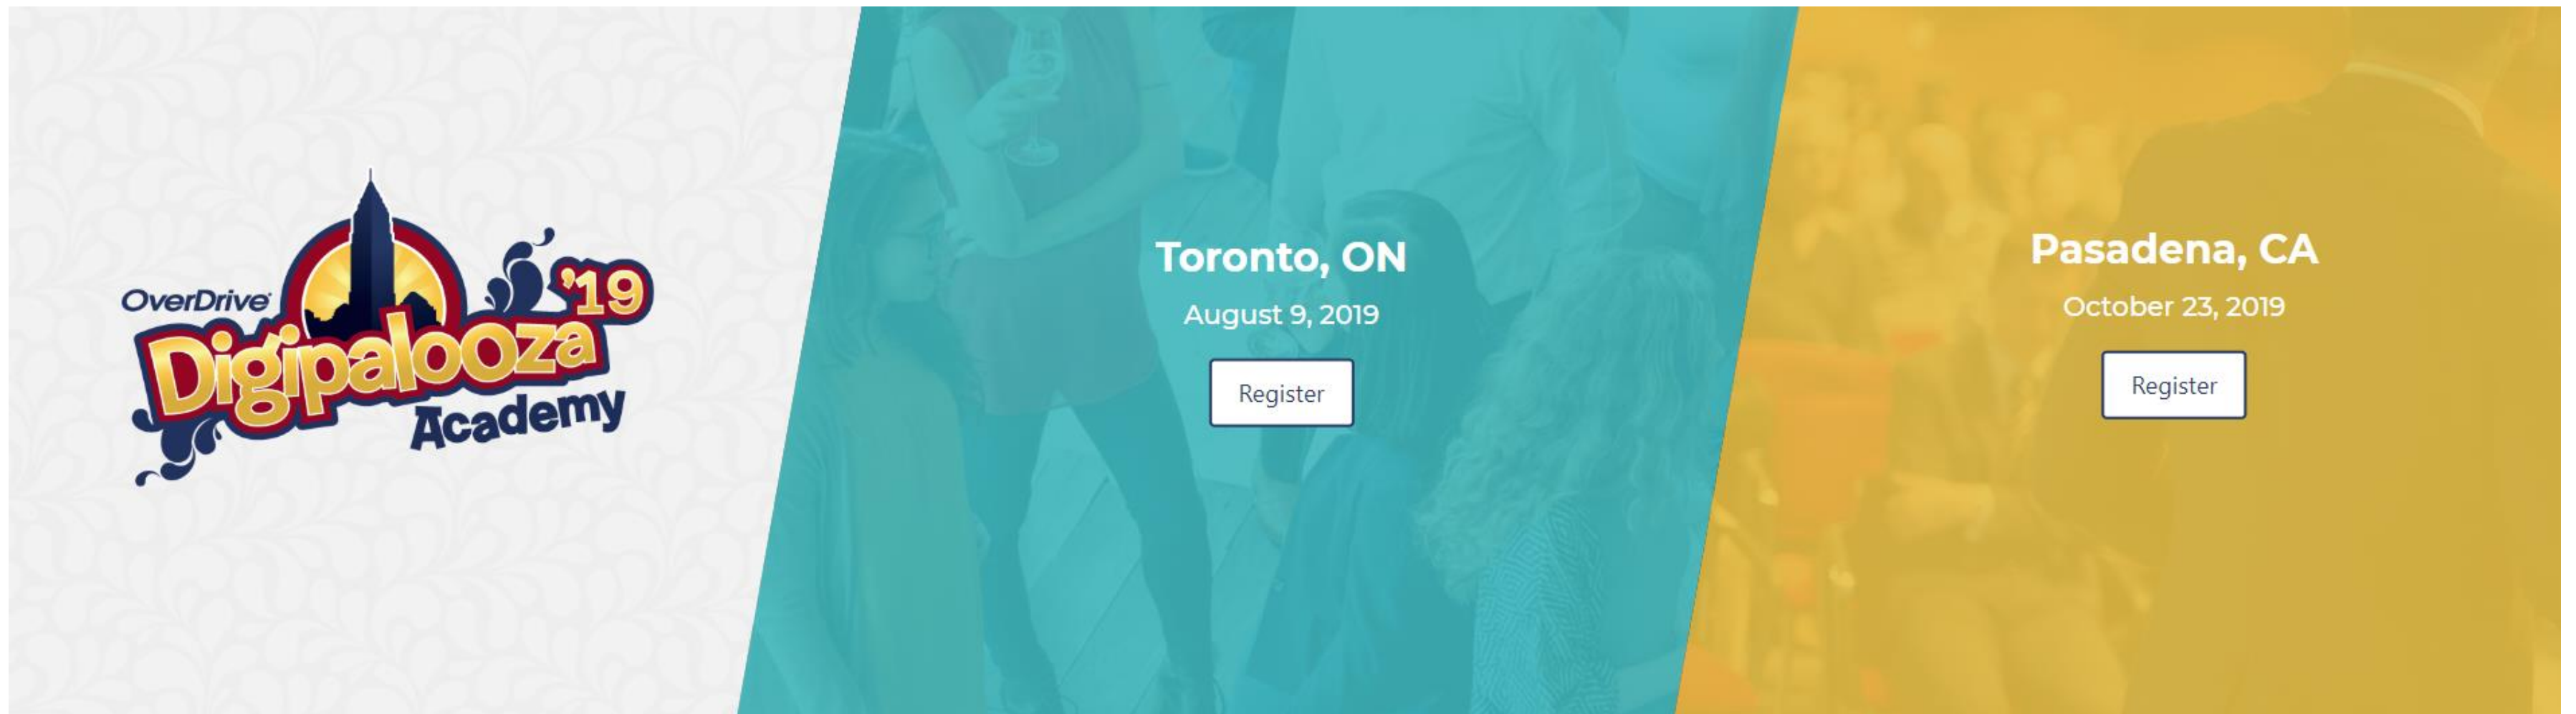 OverDrive
Digipalooza '19
Academy
Toronto, ON
August 9, 2019
Register
Pasadena, CA
October 23, 2019
Register